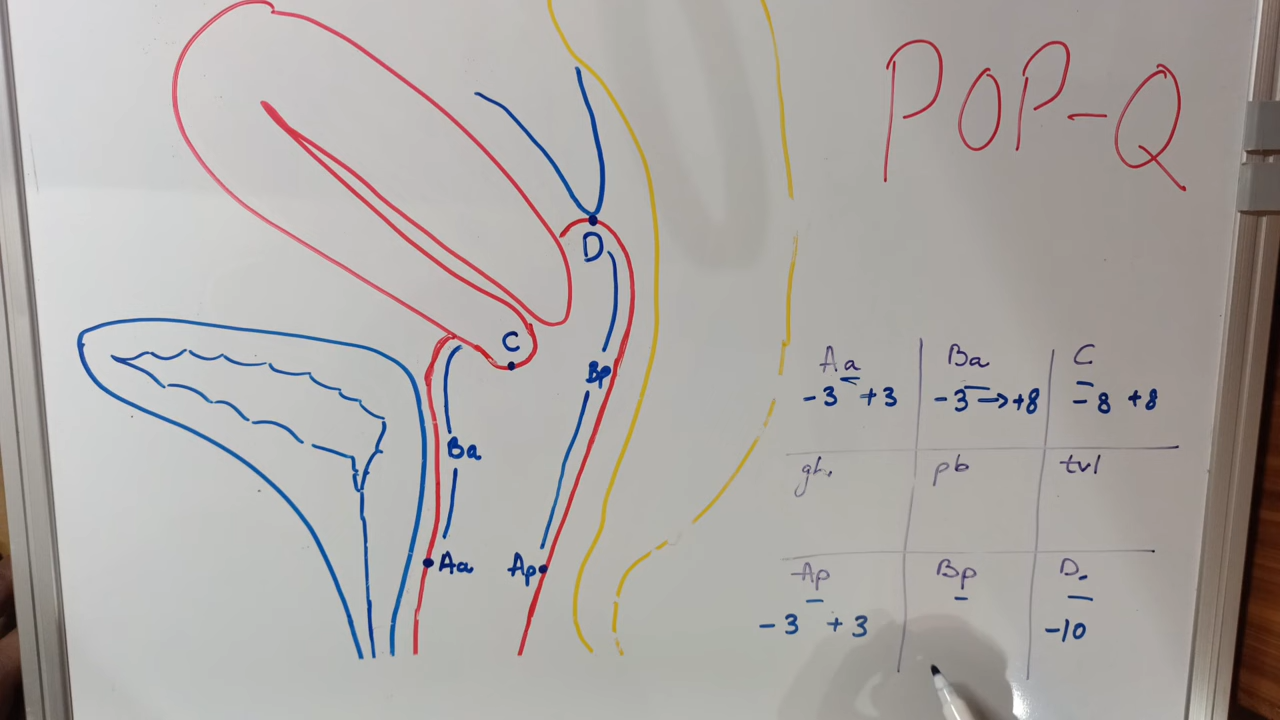 POP-Q
D
C
Bp
Ba
Aa
Ap
Aa Ba C
-3 +3 -3→+8 -8 +8
gh. pb tvl
Ap Bp D.
-3 +3 -10